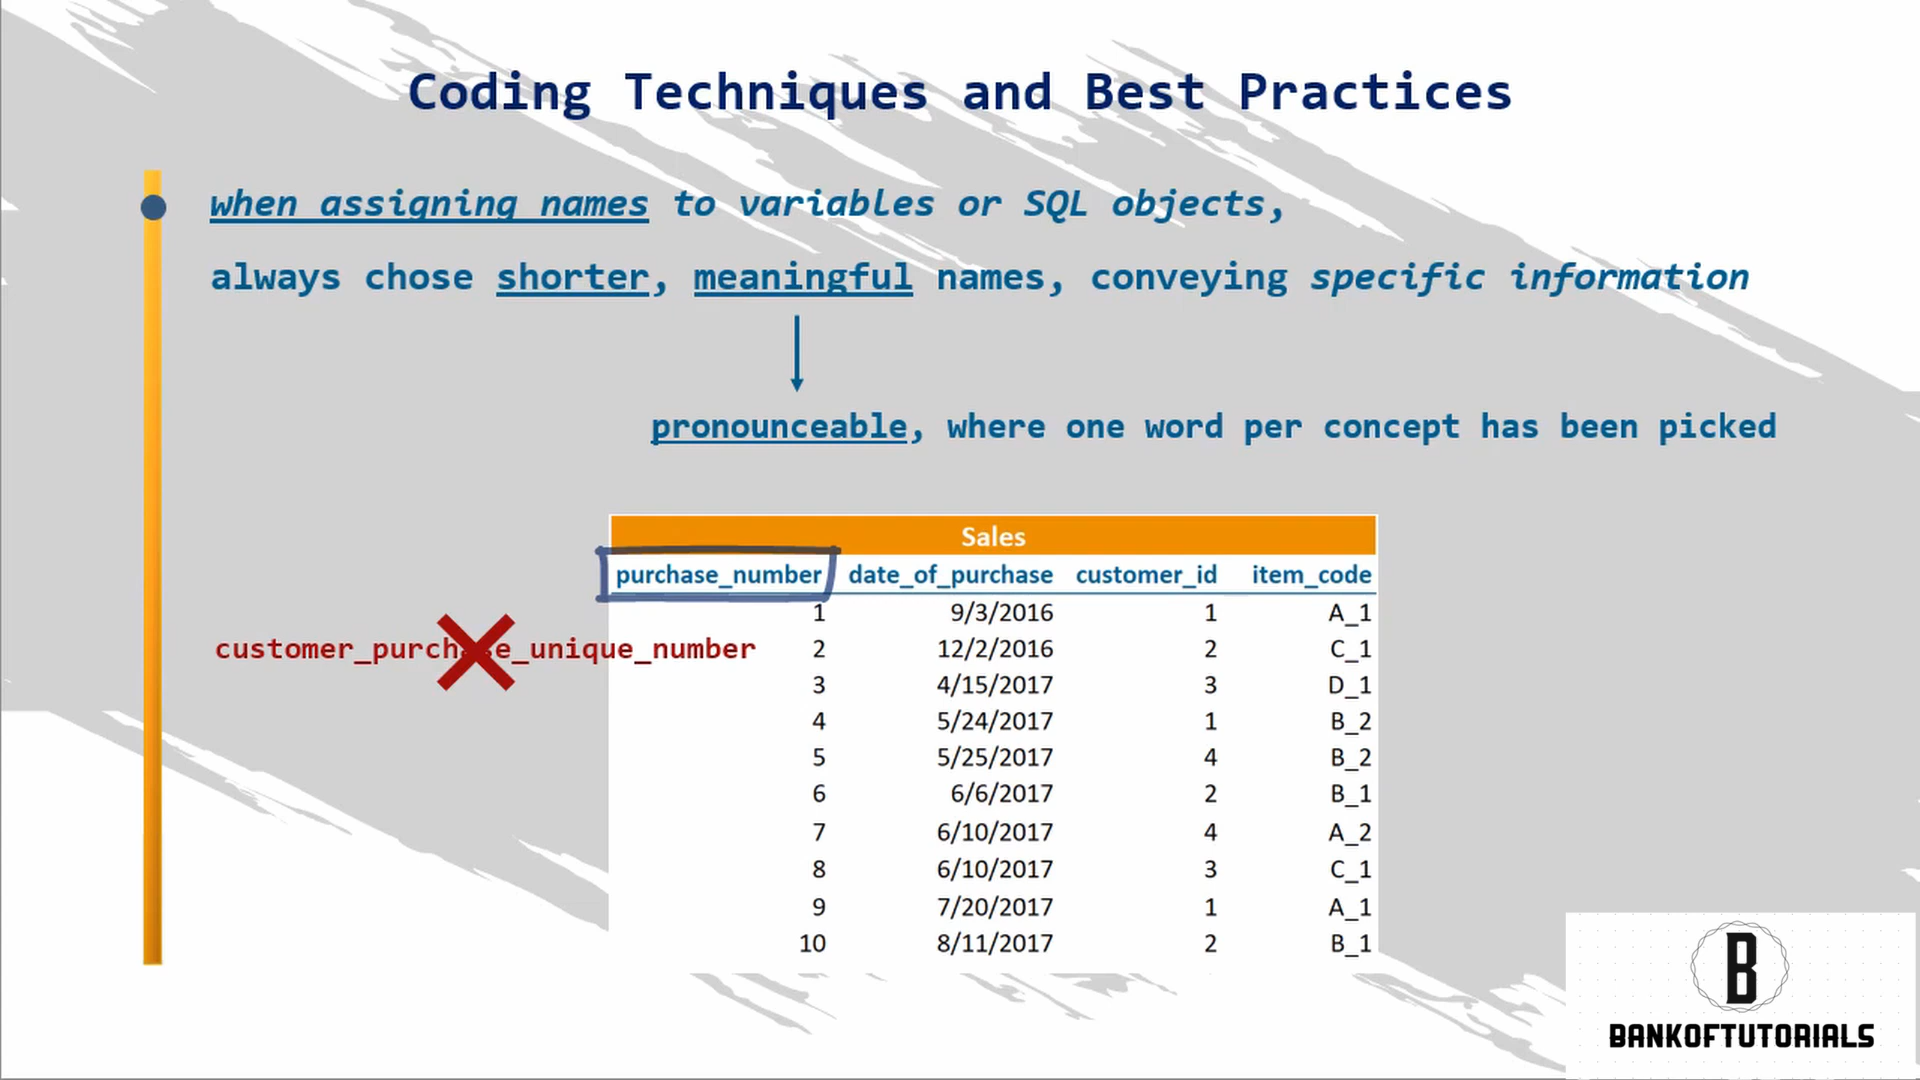 Coding Techniques and Best Practices
when assigning names to variables or SQL objects,
always chose shorter, meaningful names, conveying specific information
pronounceable, where one word per concept has been picked
Sales
purchase_number date_of_purchase customer_id item_code
1 9/3/2016 1 A_1
customer_purchase_unique_number
2 12/2/2016 2 C_1
3 4/15/2017 3 D_1
4 5/24/2017 1 B_2
5 5/25/2017 4 B_2
6 6/6/2017 2 B_1
7 6/10/2017 4 A_2
8 6/10/2017 3 C_1
9 7/20/2017 1 A_1
10 8/11/2017 2 B_1
B
BANKOFTUTORIALS